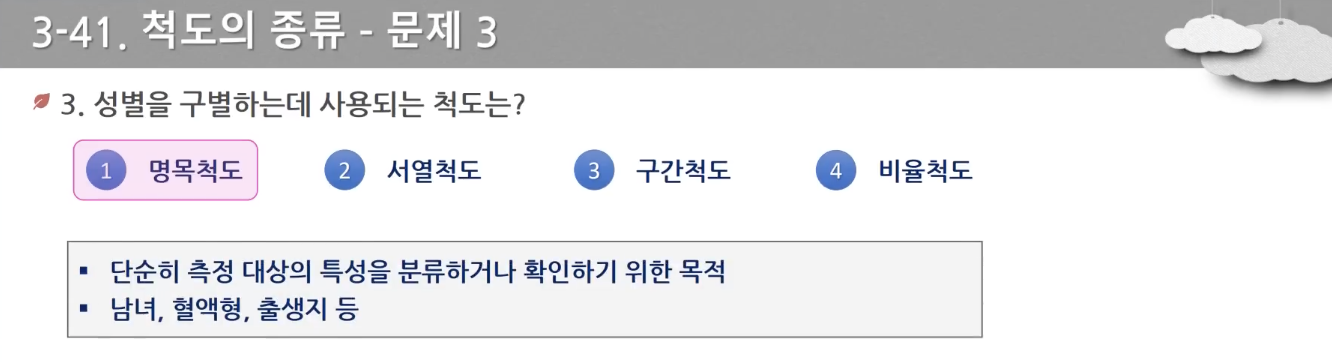 3-41. 척도의 종류 - 문제 3
3. 성별을 구별하는데 사용되는 척도는?
1 명목척도 2 서열척도 3 구간척도 4 비율척도
▪ 단순히 측정 대상의 특성을 분류하거나 확인하기 위한 목적
▪ 남녀, 혈액형, 출생지 등